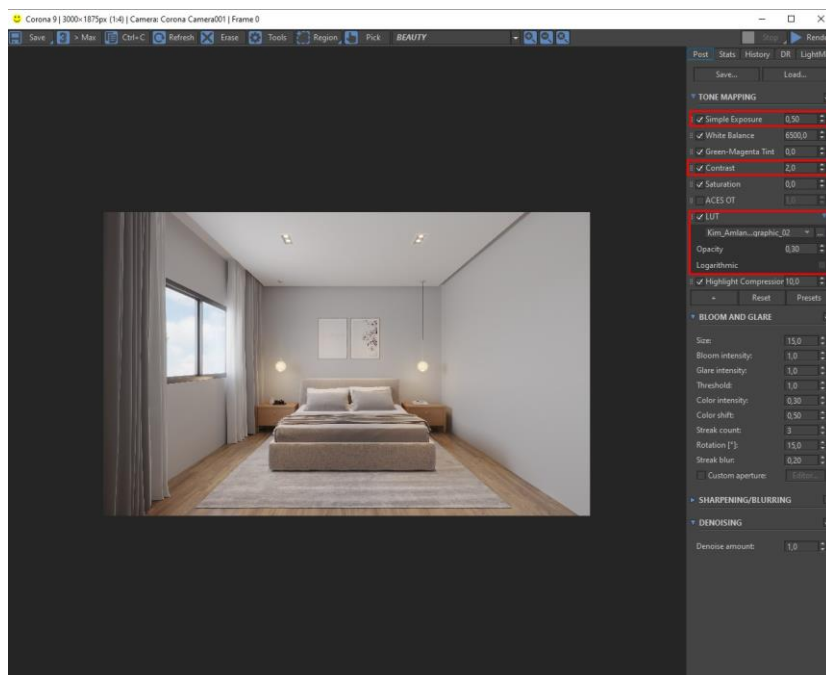 Corona 9 | 3000×1875px (1:4) | Camera: Corona Camera001 | Frame 0
Save 3 > Max Ctrl+C Refresh Erase Tools Region Pick BEAUTY Stop Rend
Post Stats History DR LightM
Save... Load...
TONE MAPPING
Simple Exposure 0,50
White Balance 6500,0
Green-Magenta Tint 0,0
Contrast 2,0
Saturation 0,0
ACES OT 1,0
LUT
Kim_Amlan...graphic_02 ...
Opacity 0,30
Logarithmic
Highlight Compression 10,0
Reset Presets
BLOOM AND GLARE
Size: 15,0
Bloom intensity: 1,0
Glare intensity: 1,0
Threshold: 1,0
Color intensity: 0,30
Color shift: 0,50
Streak count: 3
Rotation [°]: 15,0
Streak blur: 0,20
Custom aperture: Editor...
SHARPENING/BLURRING
DENOISING
Denoise amount: 1,0